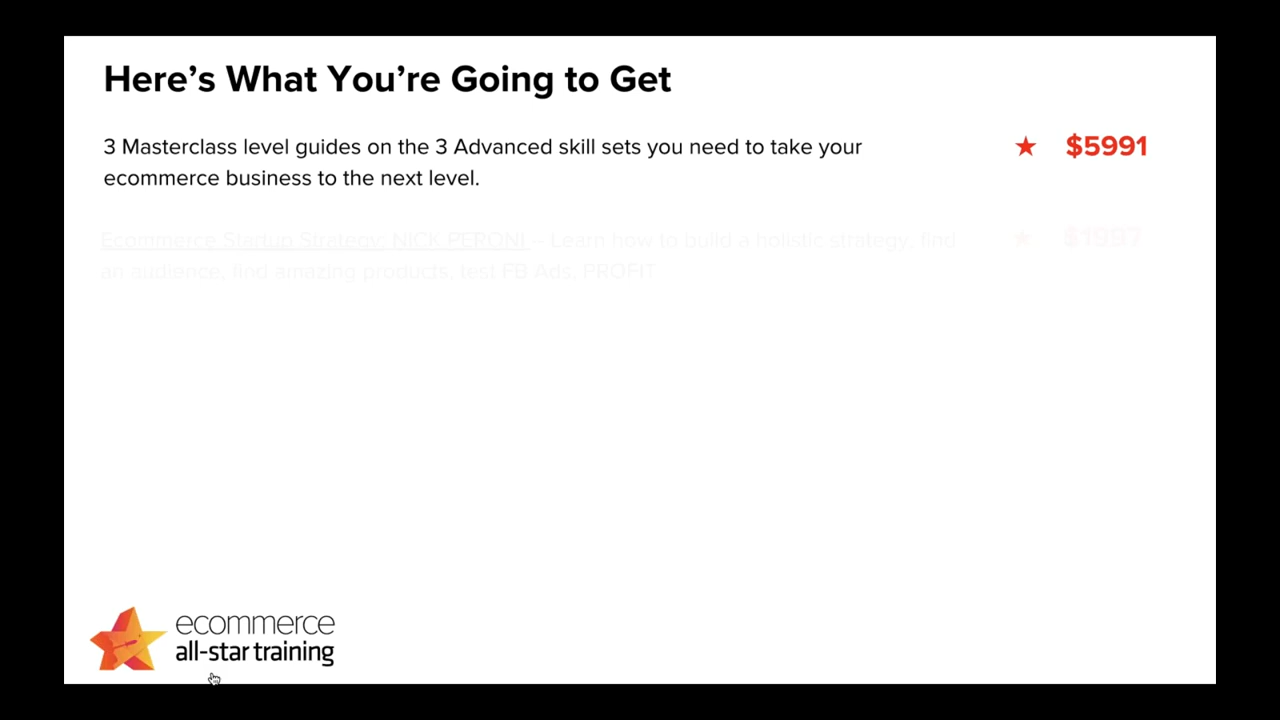 Here's What You're Going to Get
3 Masterclass level guides on the 3 Advanced skill sets you need to take your ★ $5991
ecommerce business to the next level.
Ecommerce Startup Strategy: NICK PERONI – Learn how to build a holistic strategy, find ★ $1997
an audience, find amazing products, test FB Ads, PROFIT
ecommerce
all-star training